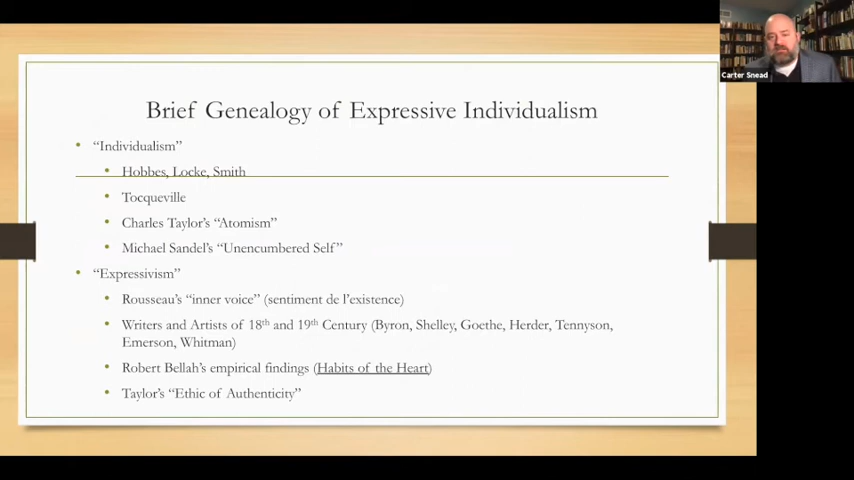 Carter Snead
Brief Genealogy of Expressive Individualism
• “Individualism”
• Hobbes, Locke, Smith
• Tocqueville
• Charles Taylor’s “Atomism”
• Michael Sandel’s “Unencumbered Self”
• “Expressivism”
• Rousseau’s “inner voice” (sentiment de l’existence)
• Writers and Artists of 18th and 19th Century (Byron, Shelley, Goethe, Herder, Tennyson,
Emerson, Whitman)
• Robert Bellah’s empirical findings (Habits of the Heart)
• Taylor’s “Ethic of Authenticity”